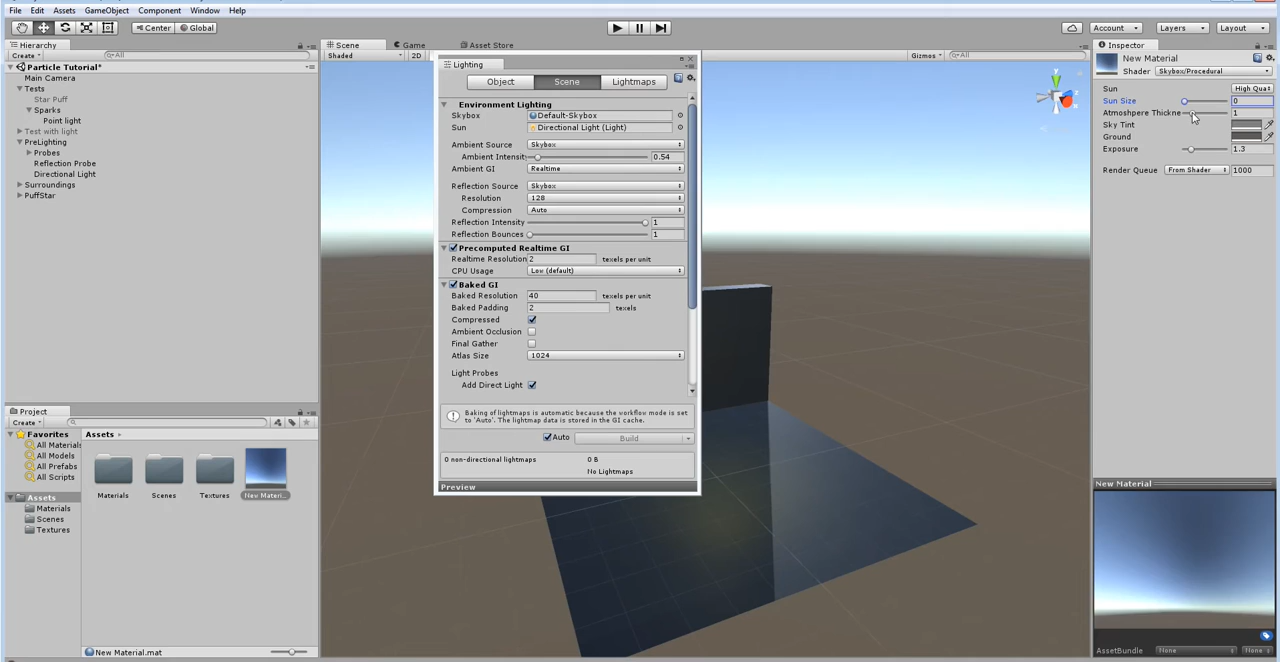 File Edit Assets GameObject Component Window Help
Center Global
Account Layers Layout
Hierarchy
Create All
Particle Tutorial*
Main Camera
Tests
Star Puff
Sparks
Point light
Test with light
PreLighting
Probes
Reflection Probe
Directional Light
Surroundings
PuffStar
Scene Game Asset Store
Shaded 2D Gizmos All
Lighting
Object Scene Lightmaps
Environment Lighting
Skybox Default-Skybox
Sun Directional Light (Light)
Ambient Source Skybox
Ambient Intensit 0.54
Ambient GI Realtime
Reflection Source Skybox
Resolution 128
Compression Auto
Reflection Intensity 1
Reflection Bounces 1
Precomputed Realtime GI
Realtime Resolution 2 texels per unit
CPU Usage Low (default)
Baked GI
Baked Resolution 40 texels per unit
Baked Padding 2 texels
Compressed
Ambient Occlusion
Final Gather
Atlas Size 1024
Light Probes
Add Direct Light
Baking of lightmaps is automatic because the workflow mode is set
to 'Auto'. The lightmap data is stored in the GI cache.
Auto Build
0 non-directional lightmaps 0 B
No Lightmaps
Preview
Inspector
New Material
Shader Skybox/Procedural
Sun High Qua
Sun Size 0
Atmoshpere Thickne 1
Sky Tint
Ground
Exposure 1.3
Render Queue From Shader 1000
New Material
AssetBundle None None
Project
Create
Favorites
All Materials
All Models
All Prefabs
All Scripts
Assets
Materials
Scenes
Textures
Assets
Materials Scenes Textures New Materi...
New Material.mat